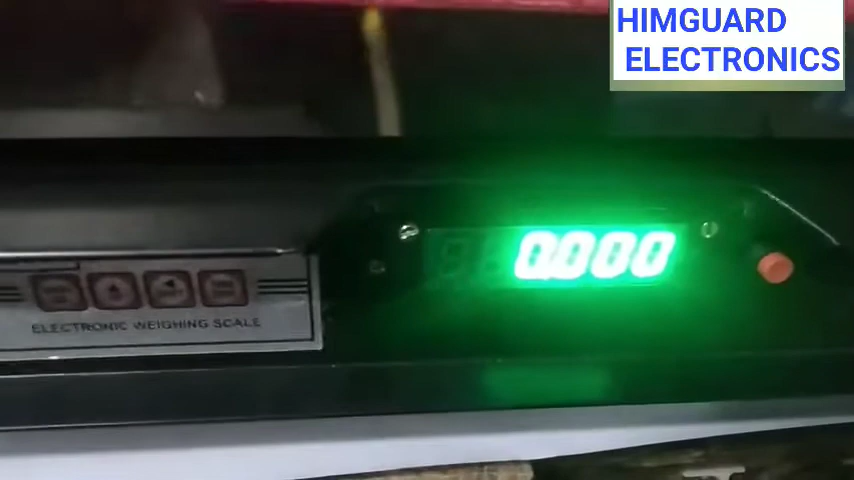 HIMGUARD
ELECTRONICS
0.000
ELECTRONIC WEIGHING SCALE